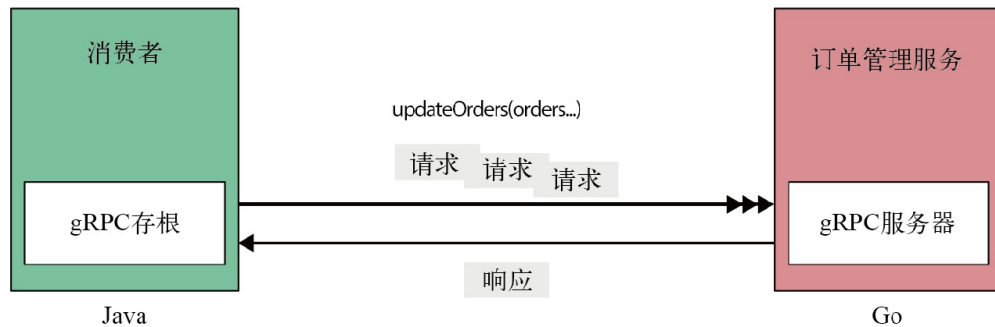 消费者
订单管理服务
updateOrders(orders...)
请求
请求
请求
gRPC存根
gRPC服务器
响应
Java
Go